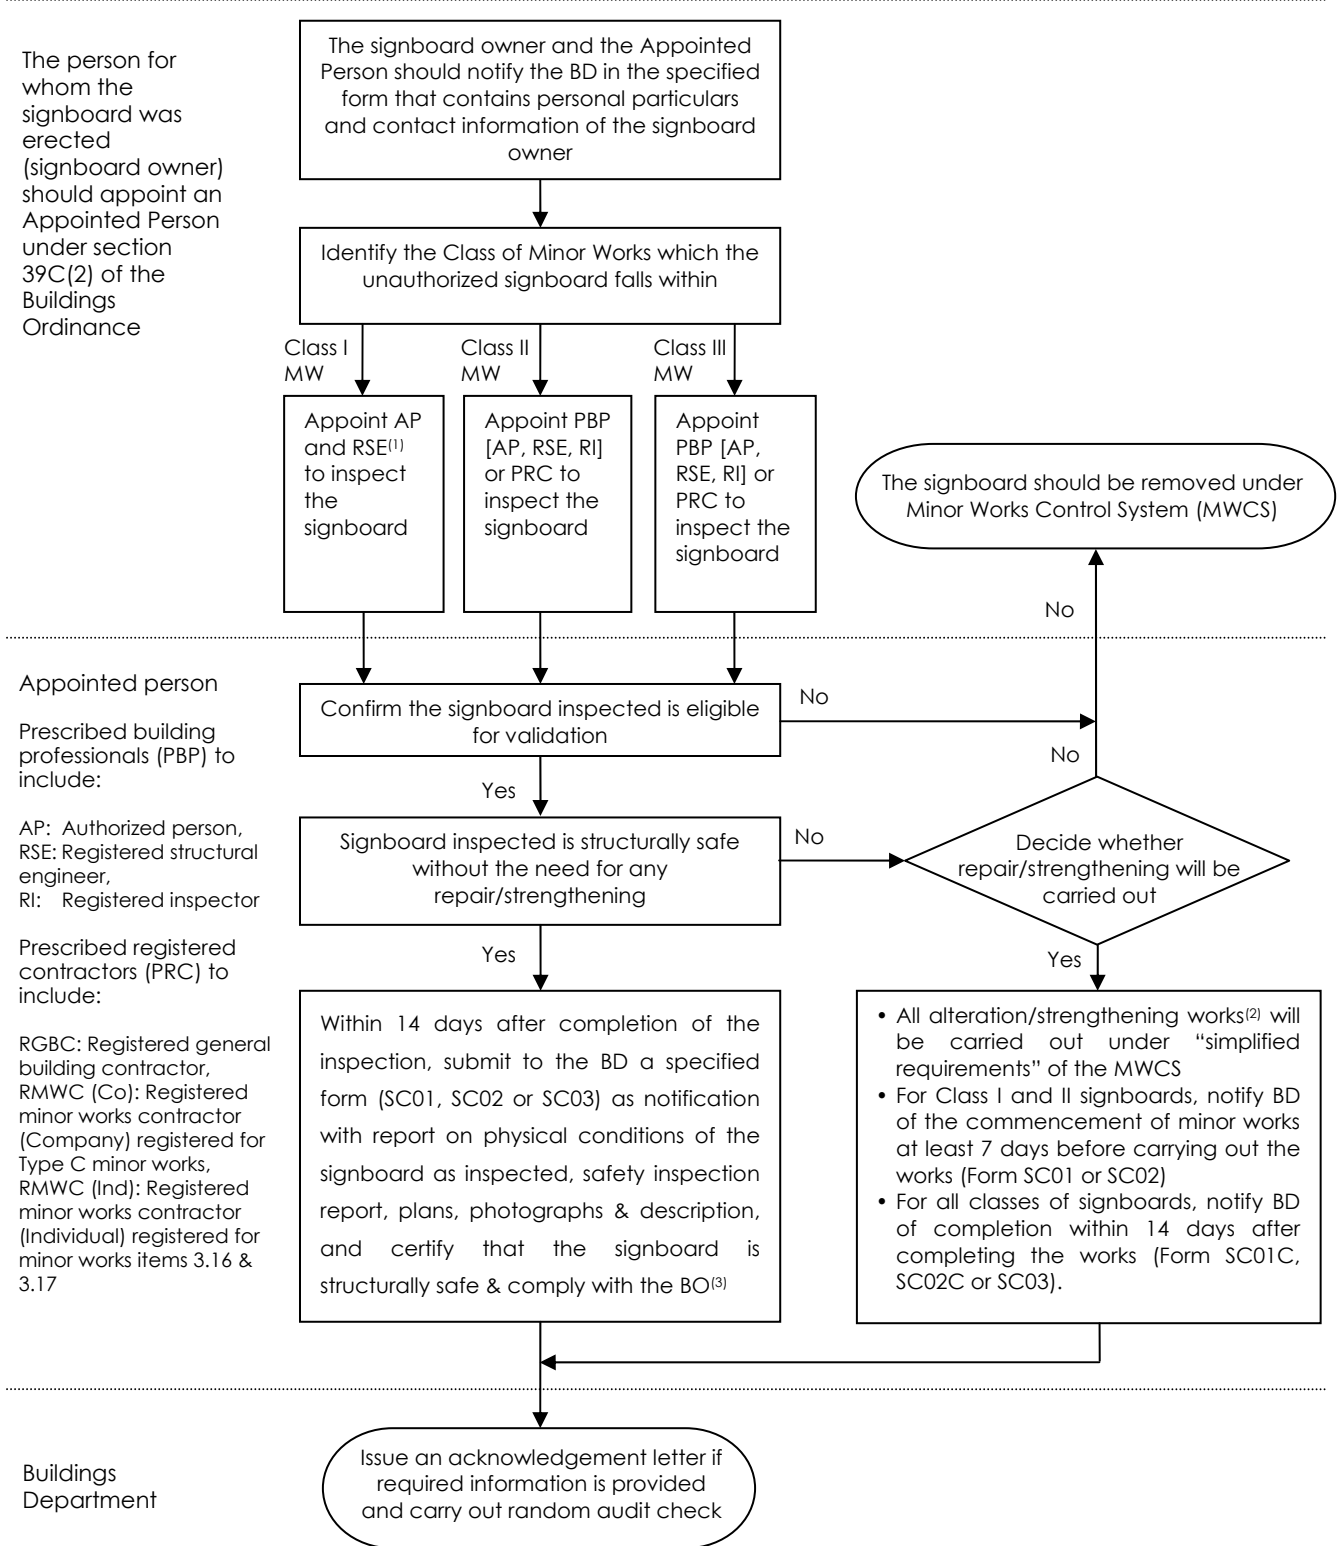 The person for
whom the
signboard was
erected
(signboard owner)
should appoint an
Appointed Person
under section
39C(2) of the
Buildings
Ordinance
The signboard owner and the Appointed
Person should notify the BD in the specified
form that contains personal particulars
and contact information of the signboard
owner
Identify the Class of Minor Works which the
unauthorized signboard falls within
Class I
MW
Class II
MW
Class III
MW
Appoint AP
and RSE(1)
to inspect
the
signboard
Appoint PBP
[AP, RSE, RI]
or PRC to
inspect the
signboard
Appoint
PBP [AP,
RSE, RI] or
PRC to
inspect the
signboard
The signboard should be removed under
Minor Works Control System (MWCS)
No
Appointed person
Prescribed building
professionals (PBP) to
include:
AP: Authorized person,
RSE: Registered structural
engineer,
RI: Registered inspector
Prescribed registered
contractors (PRC) to
include:
RGBC: Registered general
building contractor,
RMWC (Co): Registered
minor works contractor
(Company) registered for
Type C minor works,
RMWC (Ind): Registered
minor works contractor
(Individual) registered for
minor works items 3.16 &
3.17
Confirm the signboard inspected is eligible
for validation
No
No
Yes
Signboard inspected is structurally safe
without the need for any
repair/strengthening
No
Decide whether
repair/strengthening will be
carried out
Yes
Yes
Within 14 days after completion of the
inspection, submit to the BD a specified
form (SC01, SC02 or SC03) as notification
with report on physical conditions of the
signboard as inspected, safety inspection
report, plans, photographs & description,
and certify that the signboard is
structurally safe & comply with the BO(3)
• All alteration/strengthening works(2) will
be carried out under “simplified
requirements” of the MWCS
• For Class I and II signboards, notify BD
of the commencement of minor works
at least 7 days before carrying out the
works (Form SC01 or SC02)
• For all classes of signboards, notify BD
of completion within 14 days after
completing the works (Form SC01C,
SC02C or SC03).
Buildings
Department
Issue an acknowledgement letter if
required information is provided
and carry out random audit check